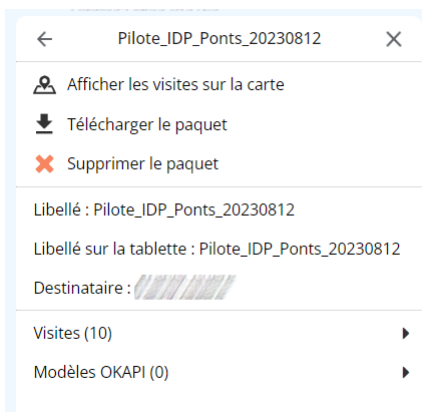 Pilote_IDP_Ponts_20230812
Afficher les visites sur la carte
Télécharger le paquet
Supprimer le paquet
Libellé : Pilote_IDP_Ponts_20230812
Libellé sur la tablette : Pilote_IDP_Ponts_20230812
Destinataire :
Visites (10)
Modèles OKAPI (0)